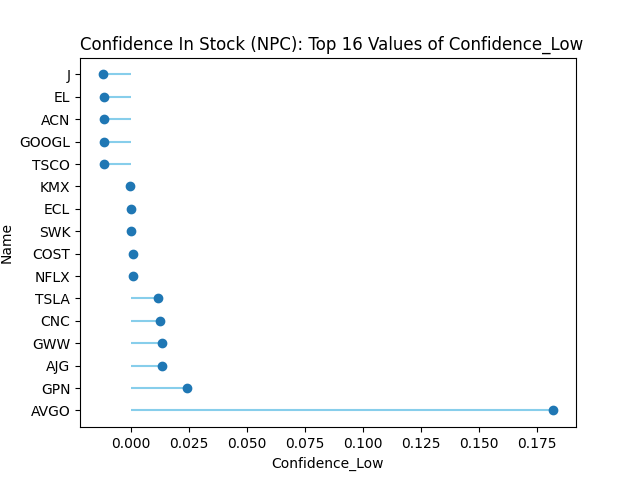 Confidence In Stock (NPC): Top 16 Values of Confidence_Low
J
EL
ACN
GOOGL
TSCO
KMX
ECL
SWK
COST
NFLX
TSLA
CNC
GWW
AJG
GPN
AVGO
Name
0.000 0.025 0.050 0.075 0.100 0.125 0.150 0.175
Confidence_Low